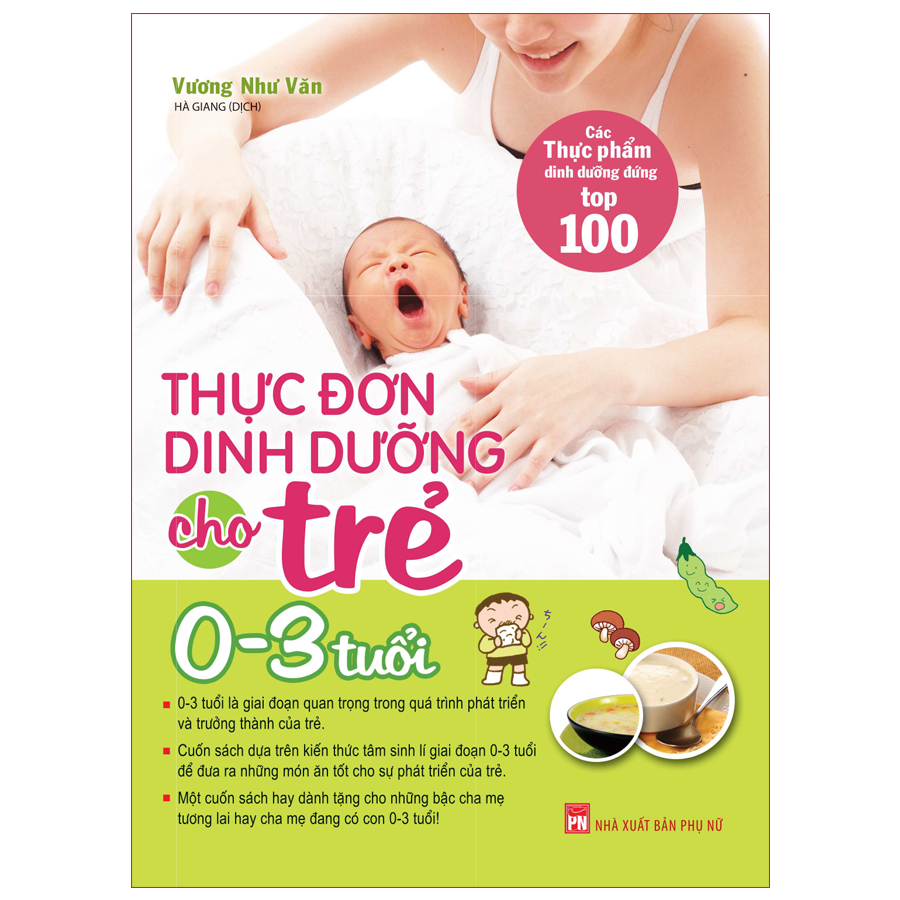 Vương Như Văn
HÀ GIANG (DỊCH)
Các
Thực phẩm
dinh dưỡng đứng
top
100
THỰC ĐƠN
DINH DƯỠNG
cho trẻ
0-3 tuổi
ちーん!!
0-3 tuổi là giai đoạn quan trọng trong quá trình phát triển
và trưởng thành của trẻ.
Cuốn sách dựa trên kiến thức tâm sinh lí giai đoạn 0-3 tuổi
để đưa ra những món ăn tốt cho sự phát triển của trẻ.
Một cuốn sách hay dành tặng cho những bậc cha mẹ
tương lai hay cha mẹ đang có con 0-3 tuổi!
PN NHÀ XUẤT BẢN PHỤ NỮ